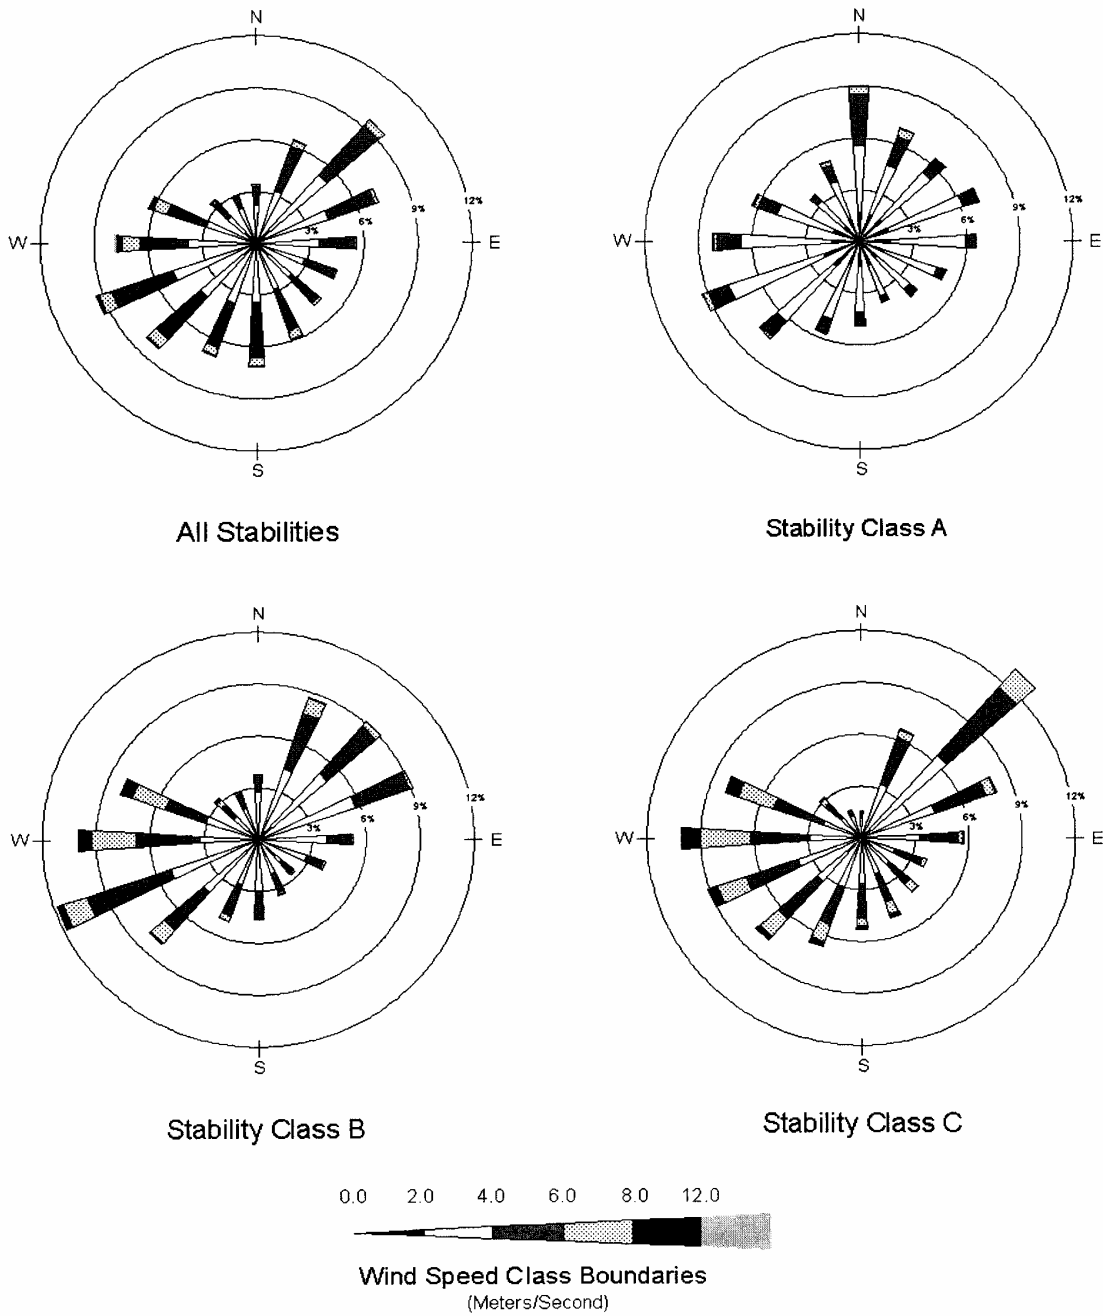 N
N
12%
9%
6%
3%
W
E
S
12%
9%
6%
3%
W
E
S
All Stabilities
Stability Class A
N
N
12%
9%
6%
3%
W
E
S
12%
9%
6%
3%
W
E
S
Stability Class B
Stability Class C
0.0 2.0 4.0 6.0 8.0 12.0
Wind Speed Class Boundaries
(Meters/Second)